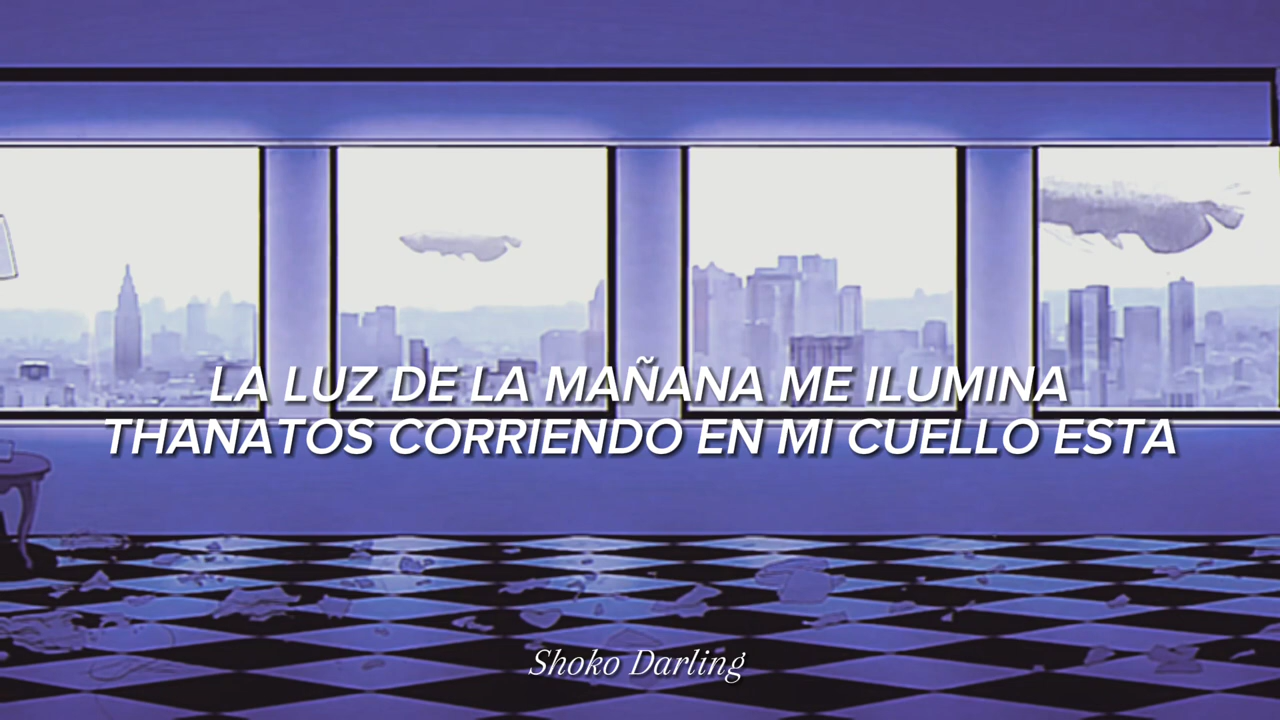 LA LUZ DE LA MAÑANA ME ILUMINA
THANATOS CORRIENDO EN MI CUELLO ESTA
Shoko Darling